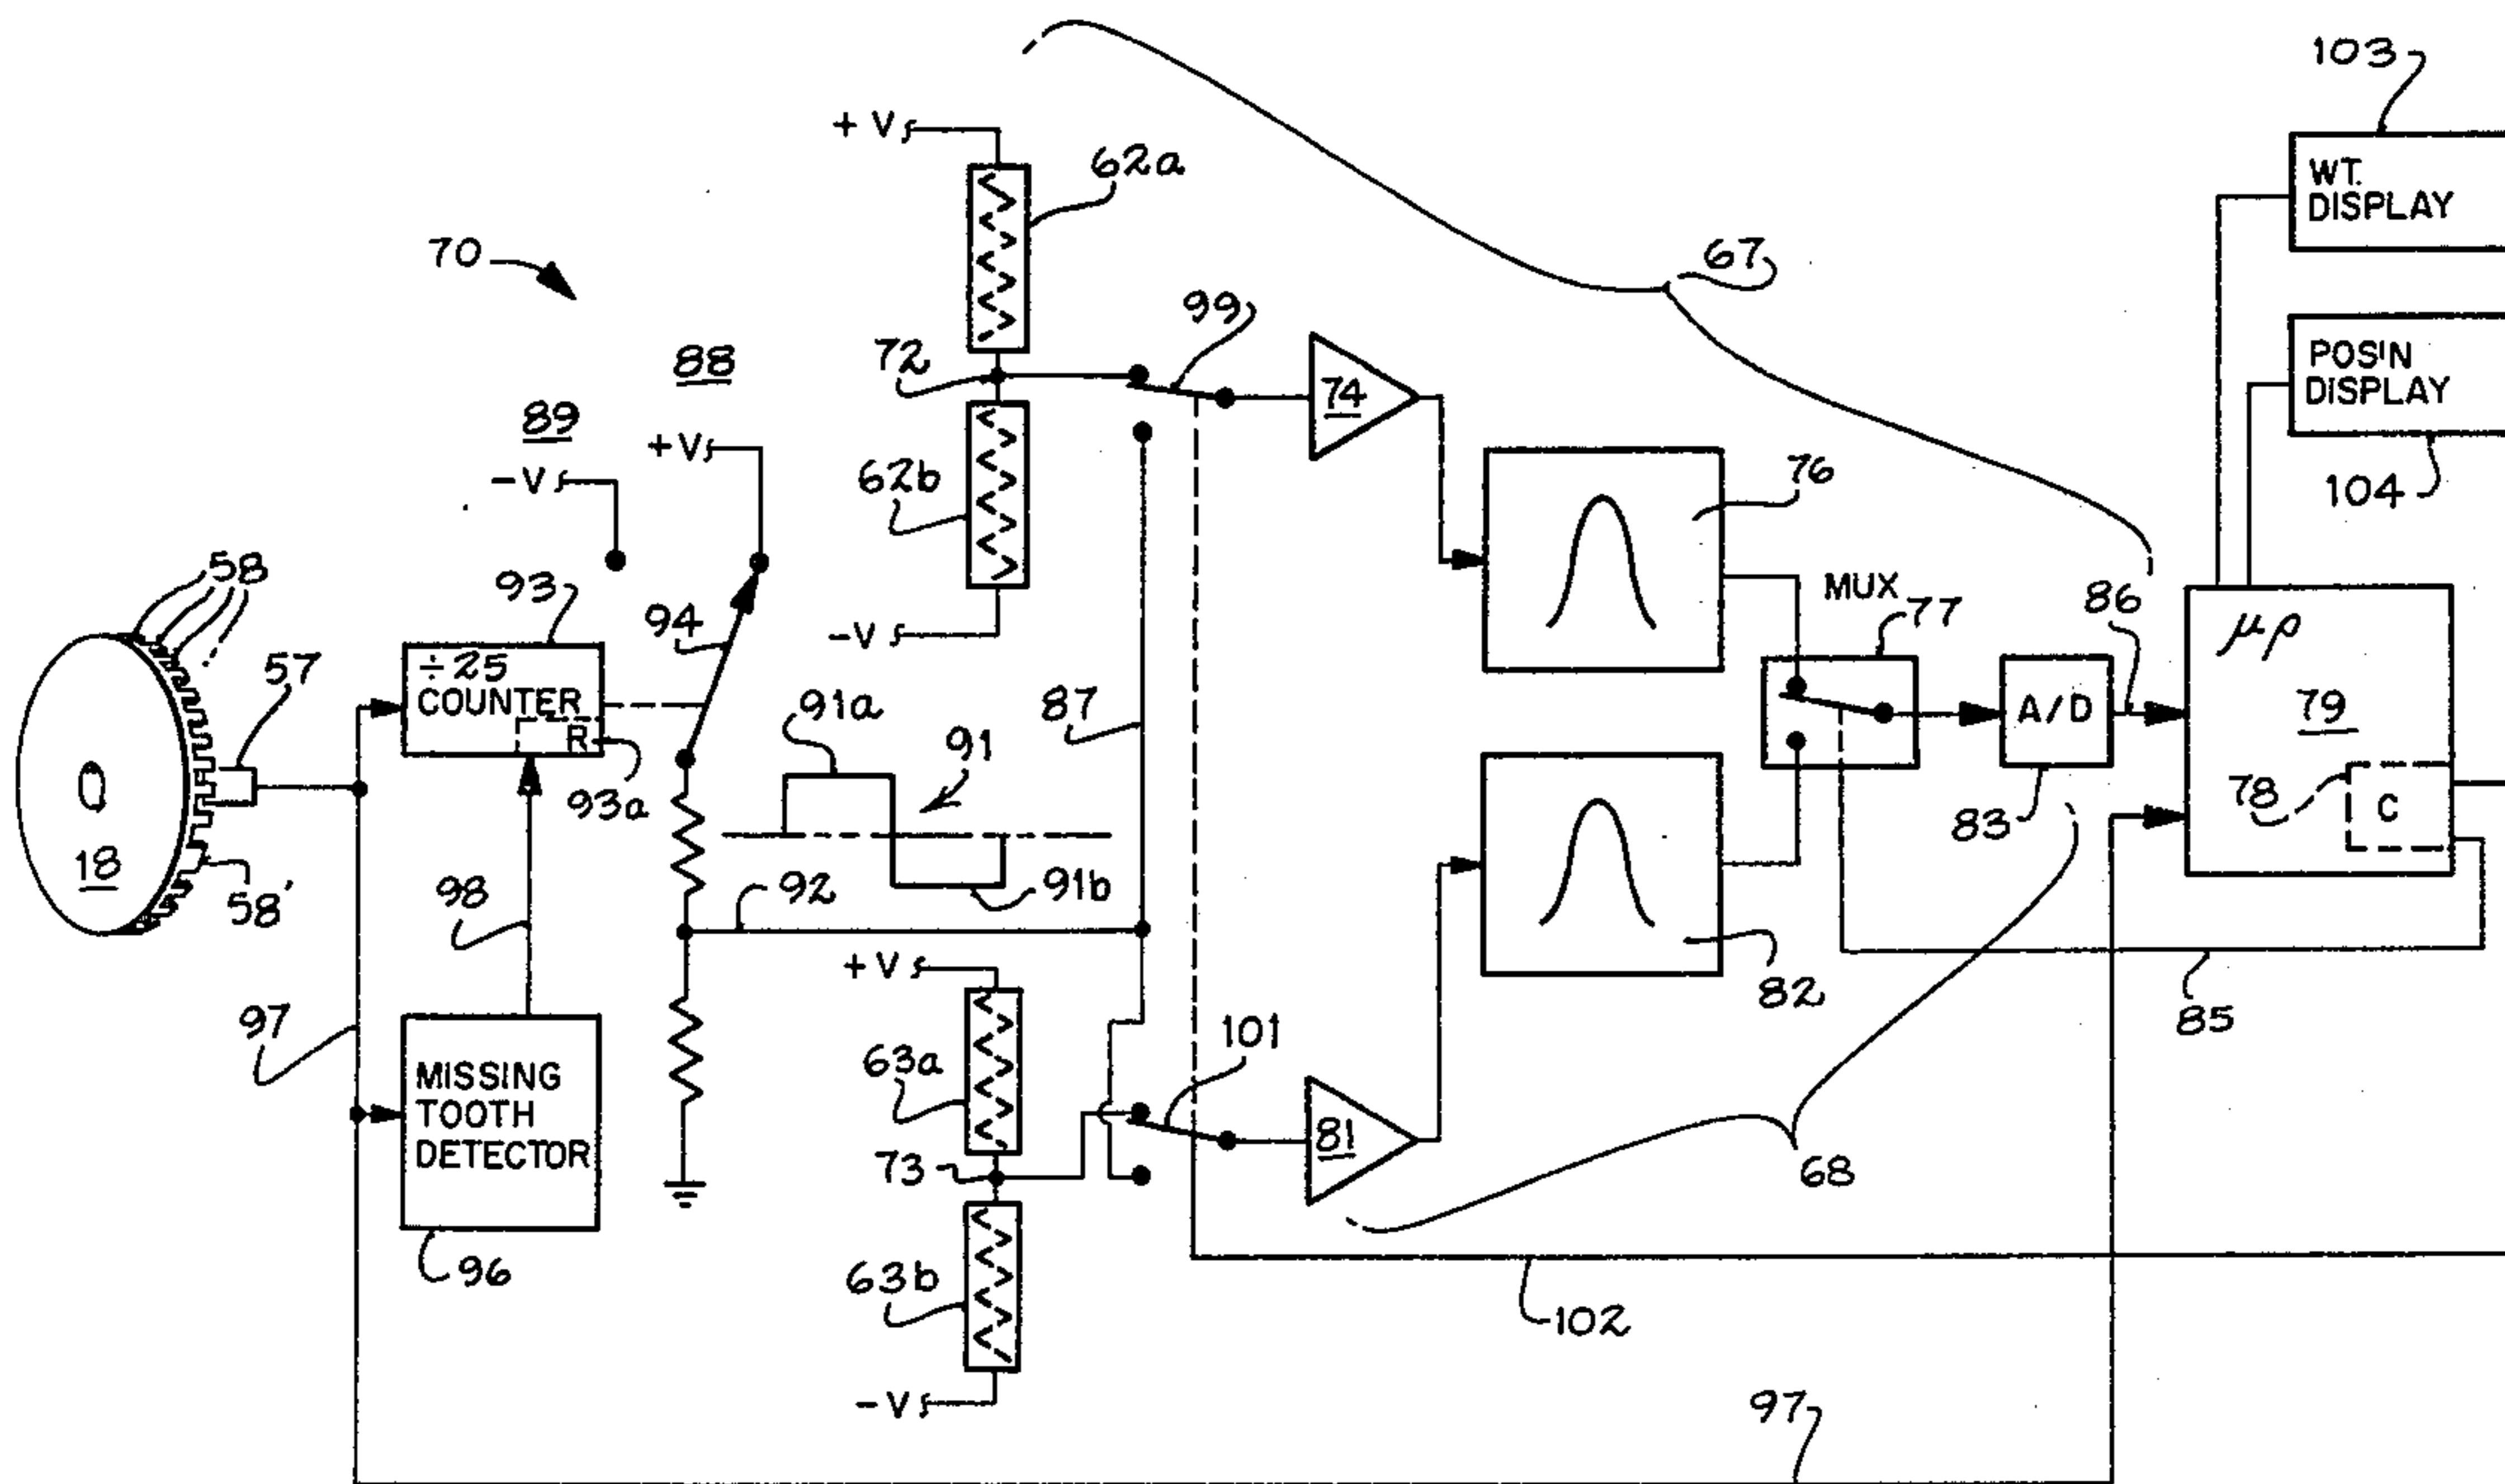 103
+V
62a
WT.
DISPLAY
70
67
99
88
72
74
POS'N
DISPLAY
89
+V
-V
62b
76
104
58
93
MUX
86
77
94
-V
µp
57
÷25
COUNTER
R
91a
87
A/D
79
91
93a
78
C
83
18
98
92
91b
58'
+V
82
97
101
85
MISSING
TOOTH
DETECTOR
63a
81
73
68
96
63b
102
-V
97